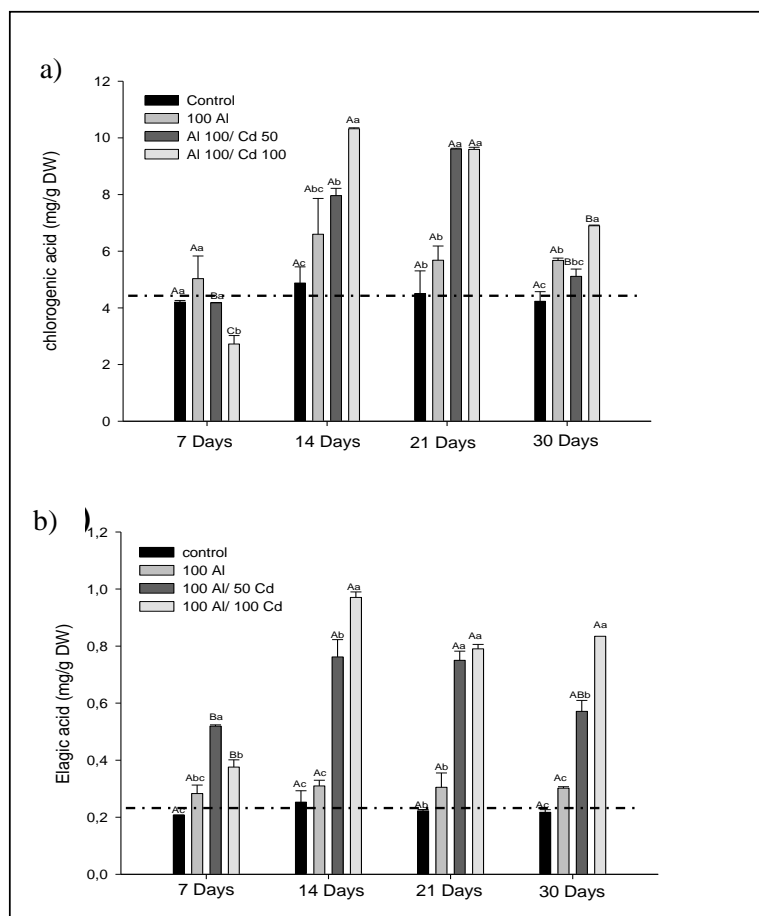 a)
chlorogenic acid (mg/g DW)
12
10
8
6
4
2
0
Control
100 Al
Al 100/ Cd 50
Al 100/ Cd 100
Aa Aa Ba Cb
Ac Abc Ab Aa
Ab Ab Aa Aa
Ac Ab Bbc Ba
7 Days 14 Days 21 Days 30 Days
b) )
Elagic acid (mg/g DW)
1,2
1,0
0,8
0,6
0,4
0,2
0,0
control
100 Al
100 Al/ 50 Cd
100 Al/ 100 Cd
Ac Abc Ba Bb
Ac Ac Ab Aa
Ab Ab Aa Aa
Ac Ac ABb Aa
7 Days 14 Days 21 Days 30 Days